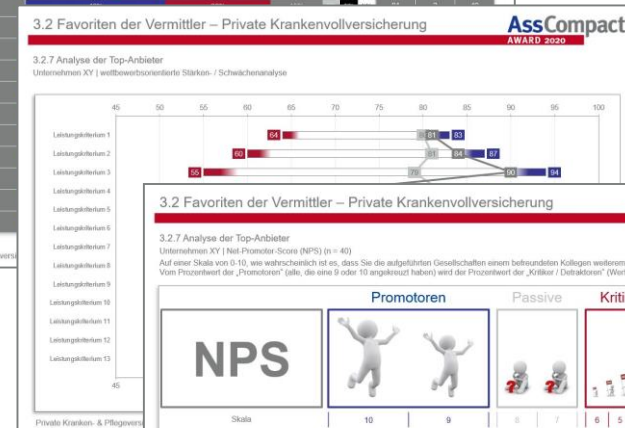 3.2 Favoriten der Vermittler – Private Krankenvollversicherung
AssCompact
AWARD 2020
3.2.7 Analyse der Top-Anbieter
Unternehmen XY | wettbewerbsorientierte Stärken- / Schwächenanalyse
45 50 55 60 65 70 75 80 85 90 95 100
Leistungskriterium 1 64 81 83
Leistungskriterium 2 60 81 84 87
Leistungskriterium 3 55 79 90 94
Leistungskriterium 4
Leistungskriterium 5
Leistungskriterium 6
Leistungskriterium 7
Leistungskriterium 8
Leistungskriterium 9
Leistungskriterium 10
Leistungskriterium 11
Leistungskriterium 12
Leistungskriterium 13
45
Private Kranken- & Pflegevers
3.2 Favoriten der Vermittler – Private Krankenvollversicherung
3.2.7 Analyse der Top-Anbieter
Unternehmen XY | Net-Promoter-Score (NPS) (n = 40)
Auf einer Skala von 0-10, wie wahrscheinlich ist es, dass Sie die aufgeführten Gesellschaften einem befreundeten Kollegen weiterem
Vom Prozentwert der „Promotoren" (alle, die eine 9 oder 10 angekreuzt haben) wird der Prozentwert der „Kritiker / Detraktoren" (Wert
Promotoren Passive Kriti
NPS
Skala 10 9 8 7 6 5